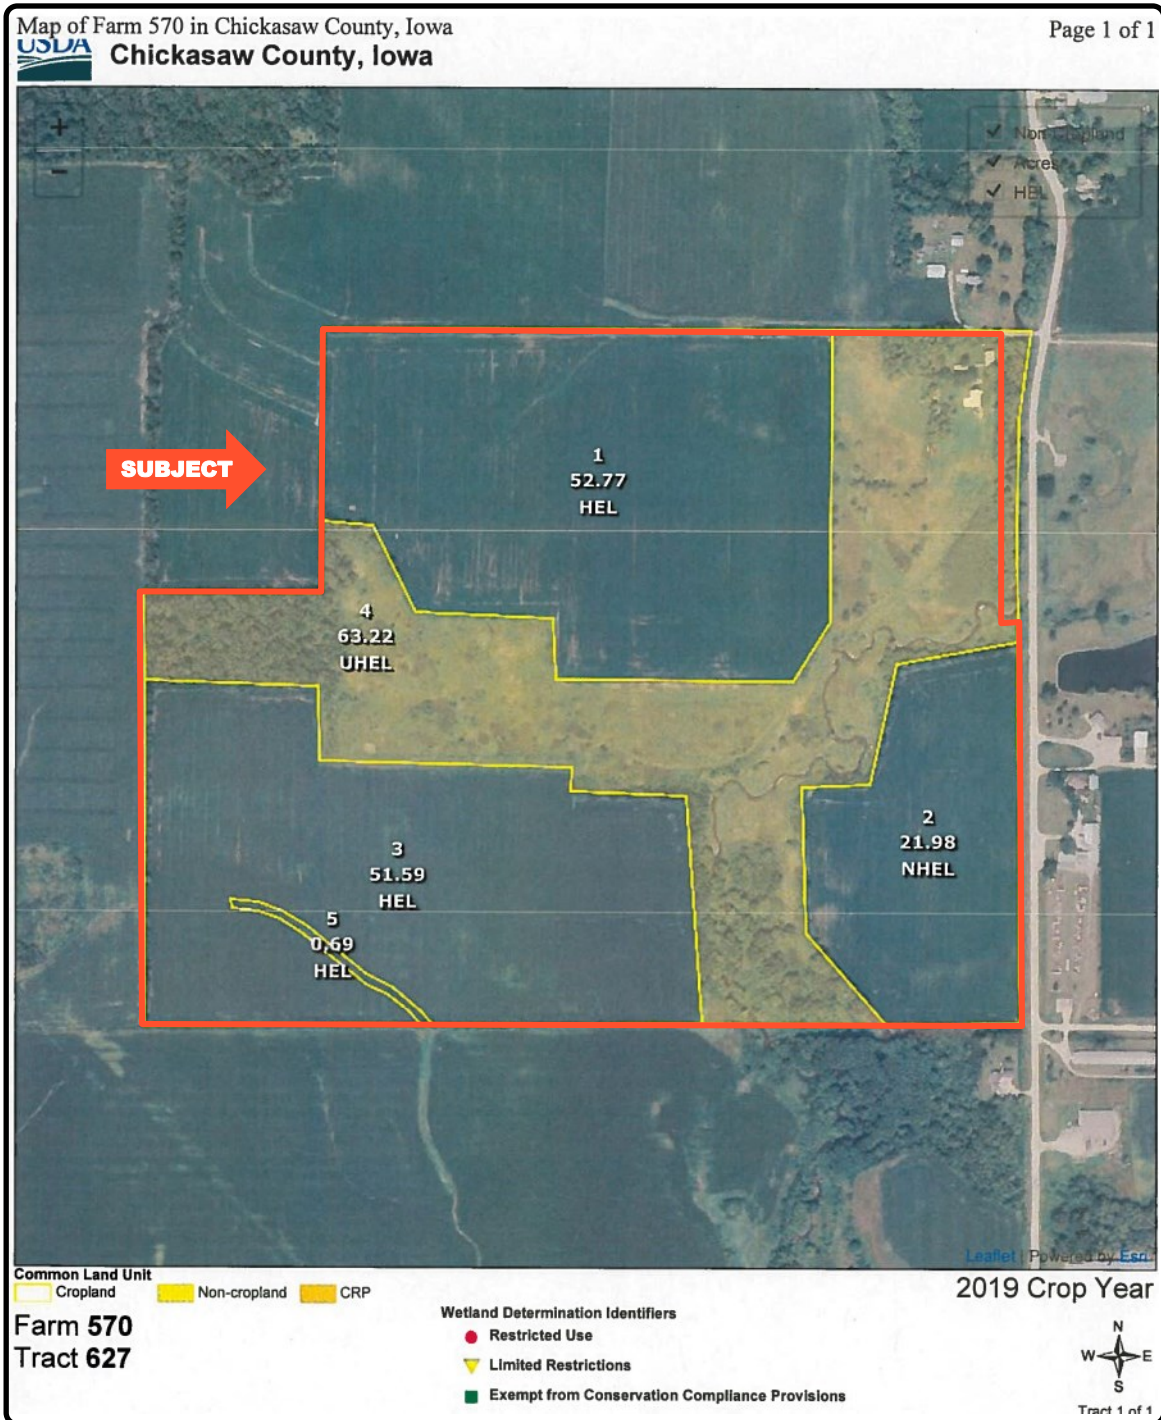 Map of Farm 570 in Chickasaw County, Iowa
Page 1 of 1
USDA
Chickasaw County, Iowa
+
−
✓ Non-Cropland
✓ Acres
✓ HEL
SUBJECT
1
52.77
HEL
4
63.22
UHEL
2
21.98
NHEL
3
51.59
HEL
5
0,69
HEL
Leaflet | Powered by Esri
Common Land Unit
Cropland
Non-cropland
CRP
2019 Crop Year
Farm 570
Tract 627
Wetland Determination Identifiers
Restricted Use
Limited Restrictions
Exempt from Conservation Compliance Provisions
N
W
E
S
Tract 1 of 1